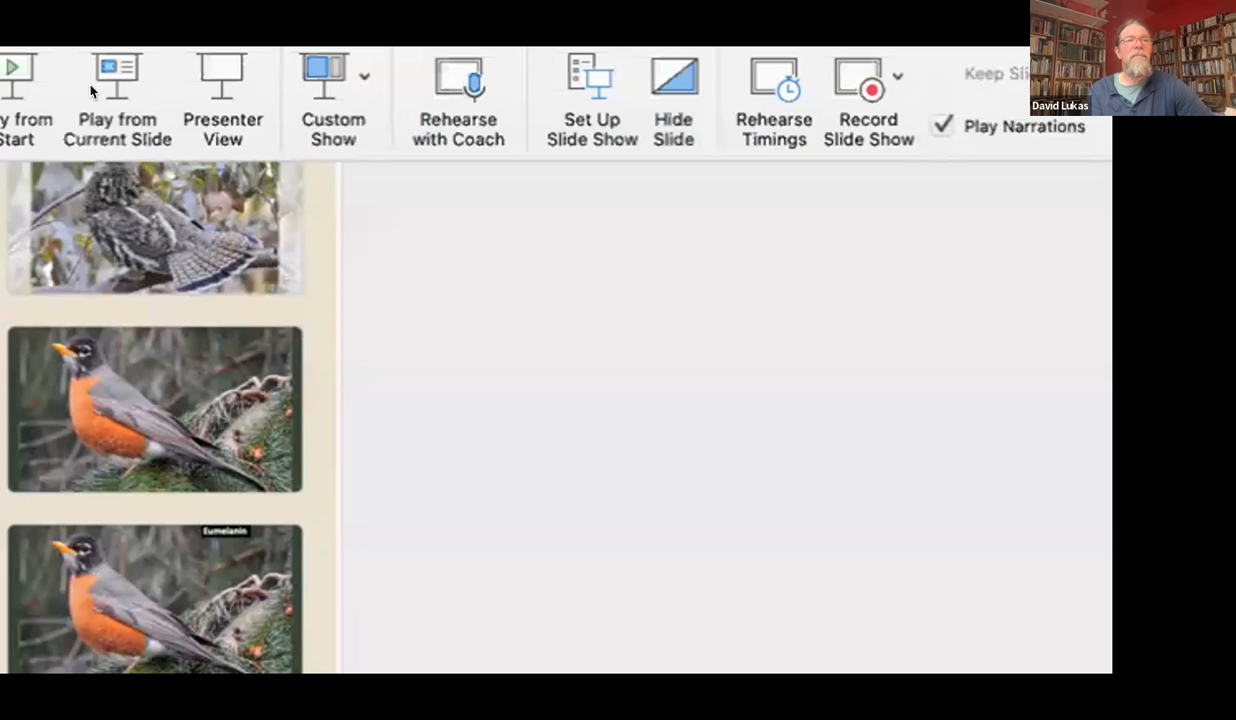 y from
Start
Play from
Current Slide
Presenter
View
Custom
Show
Rehearse
with Coach
Set Up
Slide Show
Hide
Slide
Rehearse
Timings
Record
Slide Show
Keep Sli
Play Narrations
David Lukas
Eumelanin